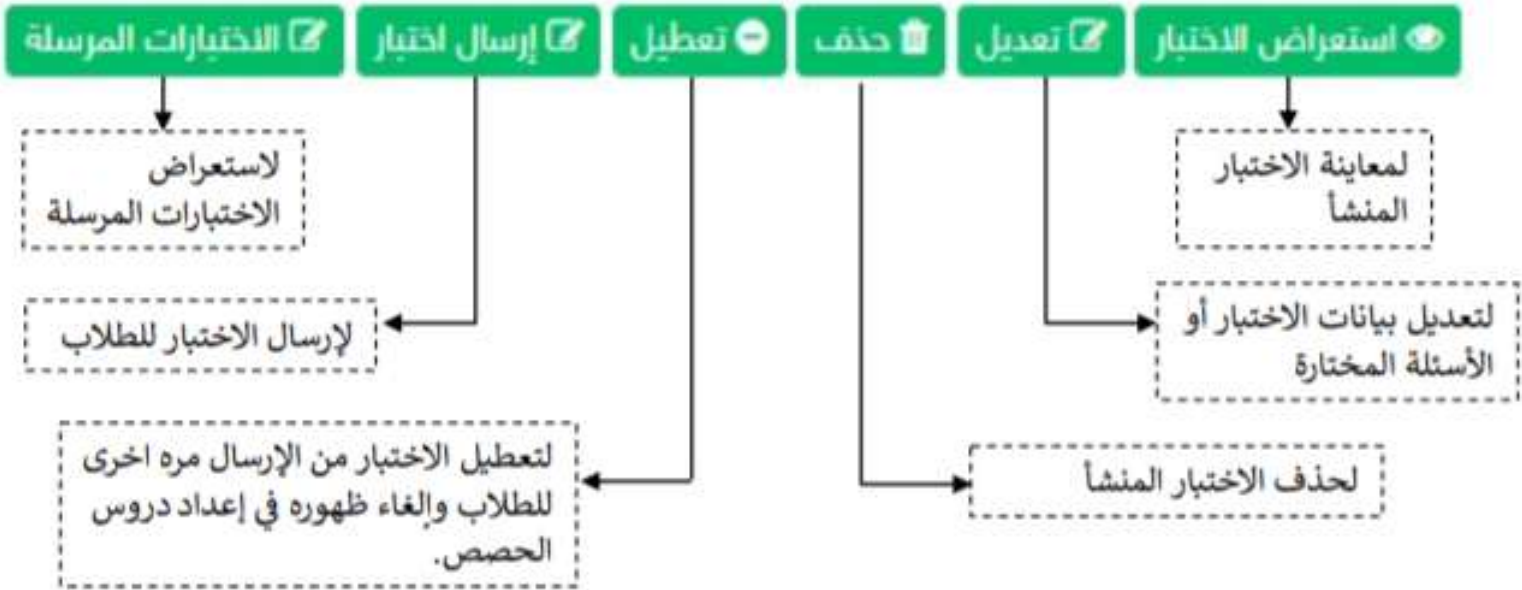 استعراض الاختبار
تعديل
حذف
تعطيل
إرسال اختبار
الاختبارات المرسلة
لمعاينة الاختبار
المنشأ
لاستعراض
الاختبارات المرسلة
لتعديل بيانات الاختبار أو
الأسئلة المختارة
لإرسال الاختبار للطلاب
لحذف الاختبار المنشأ
لتعطيل الاختبار من الإرسال مره اخرى
للطلاب وإلغاء ظهوره في إعداد دروس
الحصص.